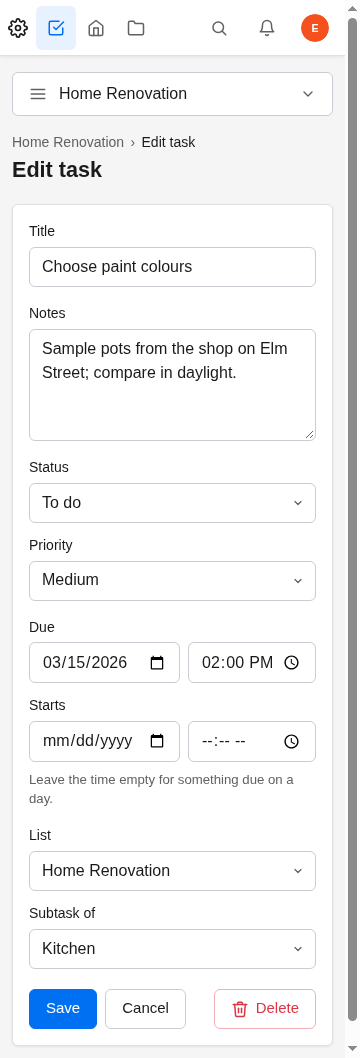 E
Home Renovation
Home Renovation › Edit task
Edit task
Title
Choose paint colours
Notes
Sample pots from the shop on Elm
Street; compare in daylight.
Status
To do
Priority
Medium
Due
03/15/2026 02:00 PM
Starts
mm/dd/yyyy --:-- --
Leave the time empty for something due on a
day.
List
Home Renovation
Subtask of
Kitchen
Save Cancel Delete